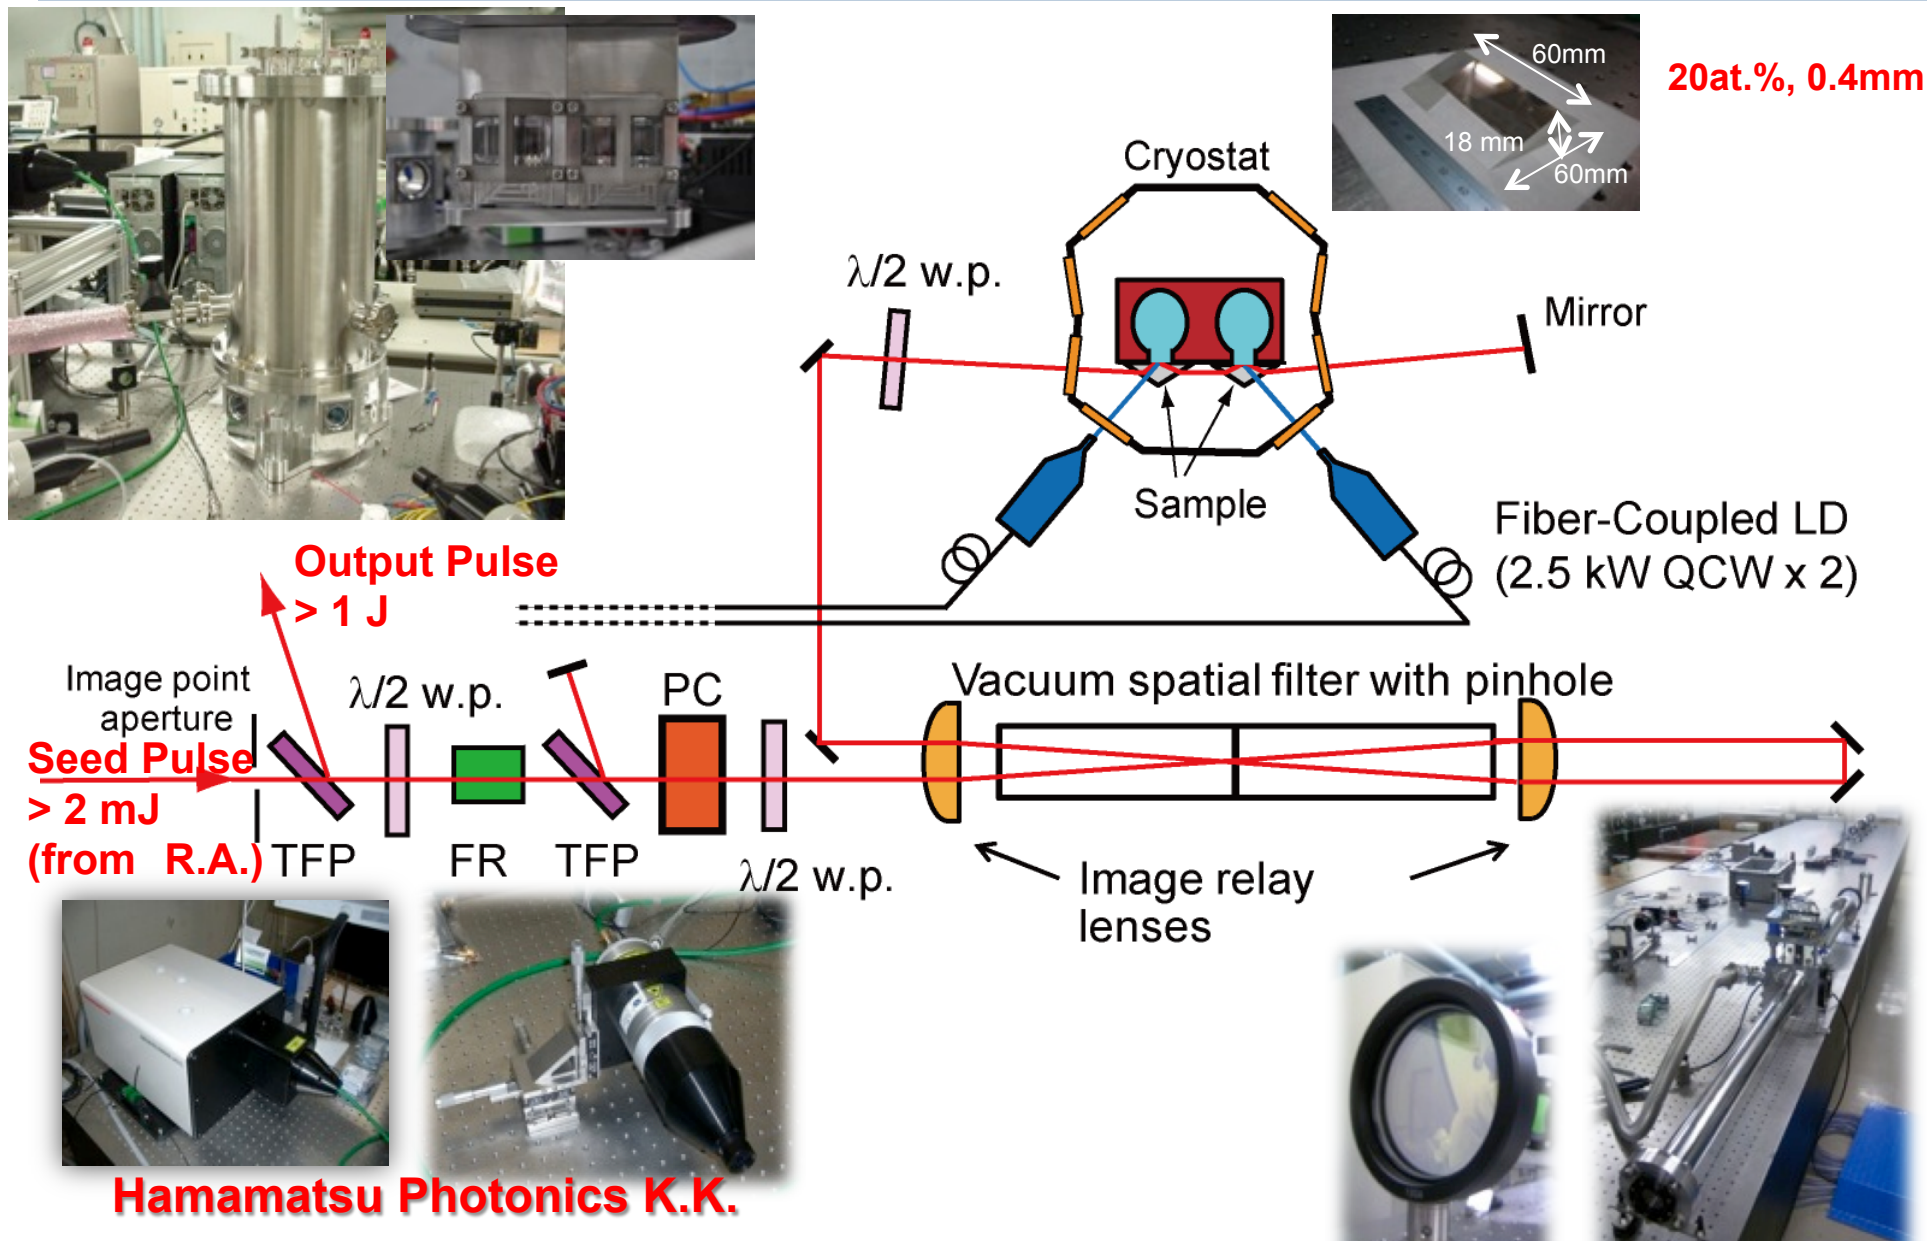 60mm
20at.%, 0.4mm
18 mm
60mm
Cryostat
λ/2 w.p.
Mirror
Sample
Fiber-Coupled LD
(2.5 kW QCW x 2)
Output Pulse
> 1 J
Image point
aperture
λ/2 w.p.
PC
Vacuum spatial filter with pinhole
Seed Pulse
> 2 mJ
(from R.A.)
TFP
FR
TFP
λ/2 w.p.
Image relay
lenses
Hamamatsu Photonics K.K.